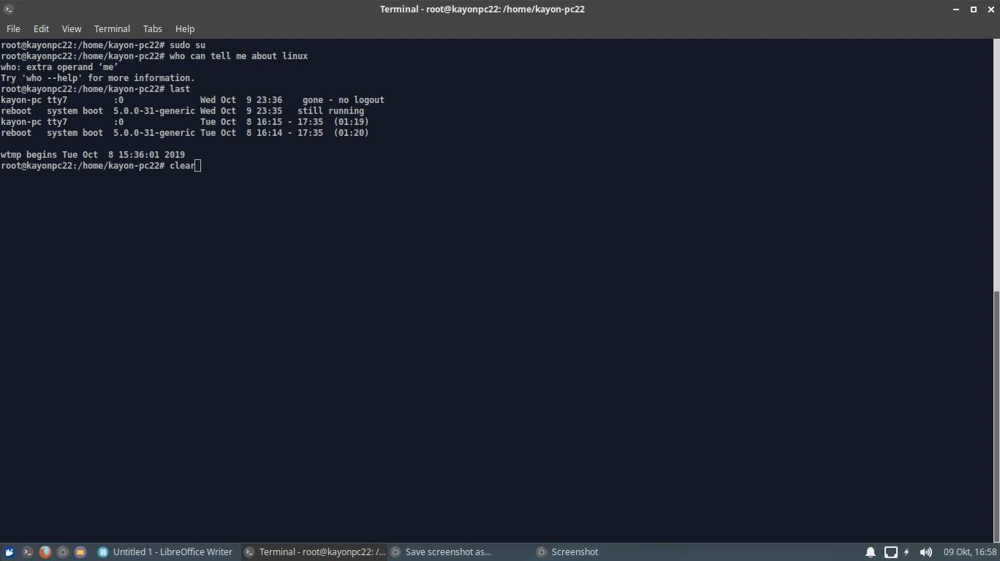 Terminal - root@kayonpc22: /home/kayon-pc22
File Edit View Terminal Tabs Help
root@kayonpc22:/home/kayon-pc22# sudo su
root@kayonpc22:/home/kayon-pc22# who can tell me about linux
who: extra operand ‘me’
Try 'who --help' for more information.
root@kayonpc22:/home/kayon-pc22# last
kayon-pc tty7         :0               Wed Oct  9 23:36    gone - no logout
reboot   system boot  5.0.0-31-generic Wed Oct  9 23:35   still running
kayon-pc tty7         :0               Tue Oct  8 16:15 - 17:35  (01:19)
reboot   system boot  5.0.0-31-generic Tue Oct  8 16:14 - 17:35  (01:20)
wtmp begins Tue Oct  8 15:36:01 2019
root@kayonpc22:/home/kayon-pc22# clear
Untitled 1 - LibreOffice Writer Terminal - root@kayonpc22: /... Save screenshot as... Screenshot 09 Okt, 16:58